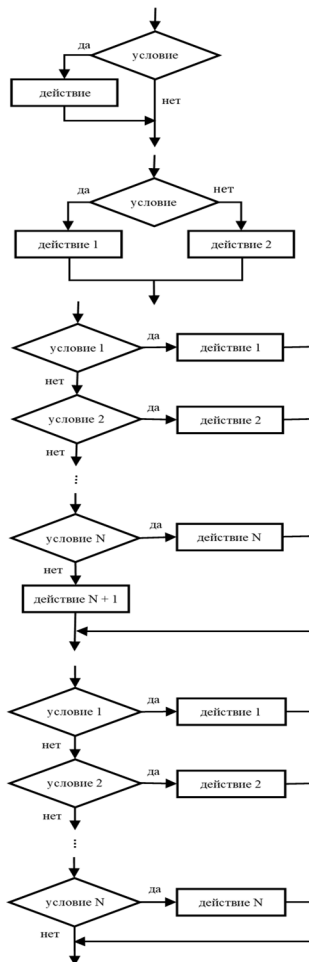 да
условие
действие
нет
да
нет
условие
действие 1
действие 2
условие 1
да
действие 1
нет
условие 2
да
действие 2
нет
...
условие N
да
действие N
нет
действие N + 1
условие 1
да
действие 1
нет
условие 2
да
действие 2
нет
...
условие N
да
действие N
нет